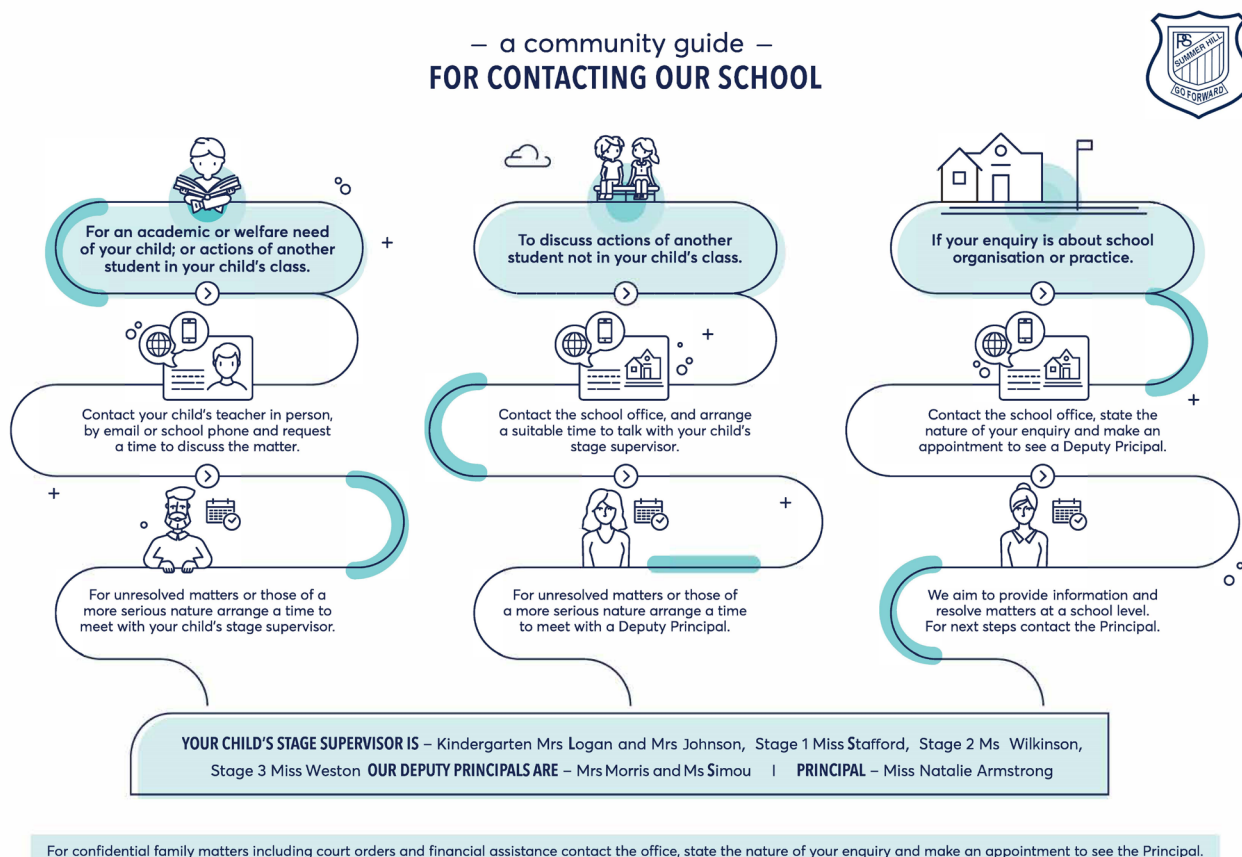 – a community guide –
FOR CONTACTING OUR SCHOOL
PS
SUMMER HILL
GO FORWARD
For an academic or welfare need
of your child; or actions of another
student in your child's class.
Contact your child's teacher in person,
by email or school phone and request
a time to discuss the matter.
For unresolved matters or those of a
more serious nature arrange a time to
meet with your child's stage supervisor.
To discuss actions of another
student not in your child's class.
Contact the school office, and arrange
a suitable time to talk with your child's
stage supervisor.
For unresolved matters or those of
a more serious nature arrange a time
to meet with a Deputy Principal.
If your enquiry is about school
organisation or practice.
Contact the school office, state the
nature of your enquiry and make an
appointment to see a Deputy Pricipal.
We aim to provide information and
resolve matters at a school level.
For next steps contact the Principal.
YOUR CHILD'S STAGE SUPERVISOR IS – Kindergarten Mrs Logan and Mrs Johnson, Stage 1 Miss Stafford, Stage 2 Ms Wilkinson,
Stage 3 Miss Weston OUR DEPUTY PRINCIPALS ARE – Mrs Morris and Ms Simou | PRINCIPAL – Miss Natalie Armstrong
For confidential family matters including court orders and financial assistance contact the office, state the nature of your enquiry and make an appointment to see the Principal.